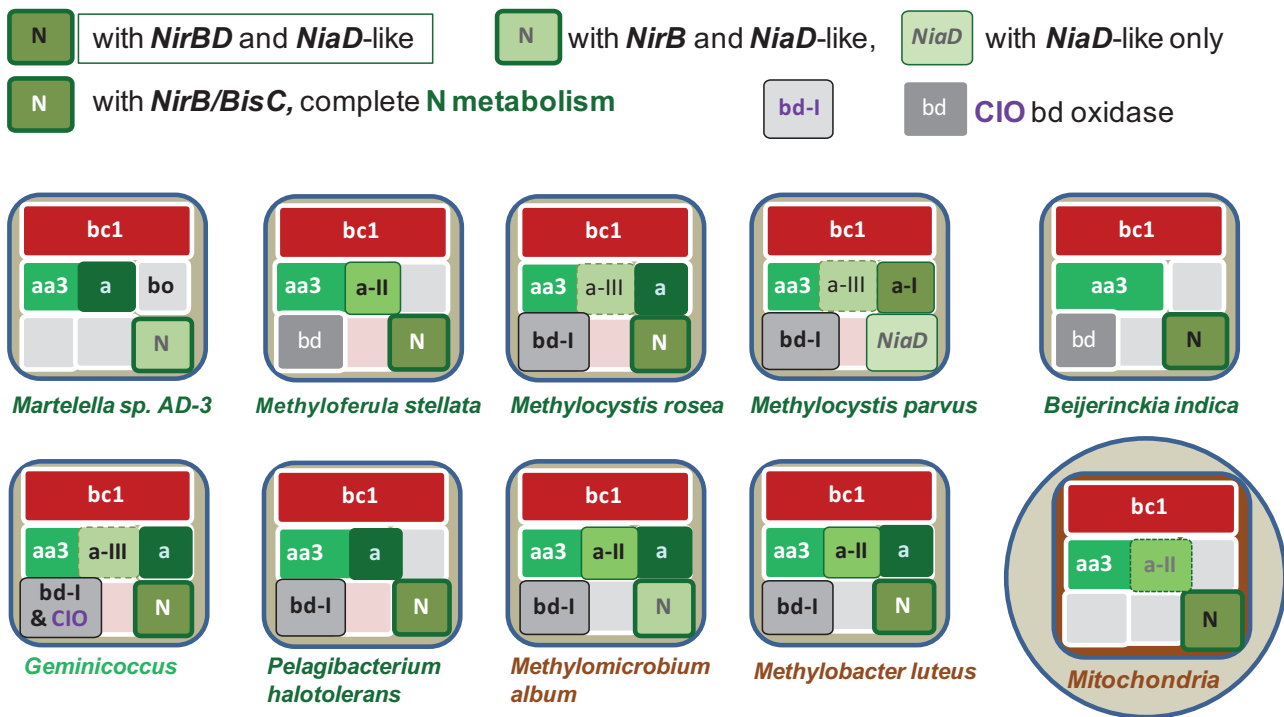 N with NirBD and NiaD-like
N with NirB and NiaD-like,
NiaD with NiaD-like only
N with NirB/BisC, complete N metabolism
bd-I
bd CIO bd oxidase
bc1
aa3 a bo
N
Martelella sp. AD-3
bc1
aa3 a-II
bd N
Methyloferula stellata
bc1
aa3 a-III a
bd-I N
Methylocystis rosea
bc1
aa3 a-III a-I
bd-I NiaD
Methylocystis parvus
bc1
aa3
bd N
Beijerinckia indica
bc1
aa3 a-III a
bd-I
& CIO N
Geminicoccus
bc1
aa3 a
bd-I N
Pelagibacterium
halotolerans
bc1
aa3 a-II a
bd-I N
Methylomicrobium
album
bc1
aa3 a-II a
bd-I N
Methylobacter luteus
bc1
aa3 a-II
N
Mitochondria